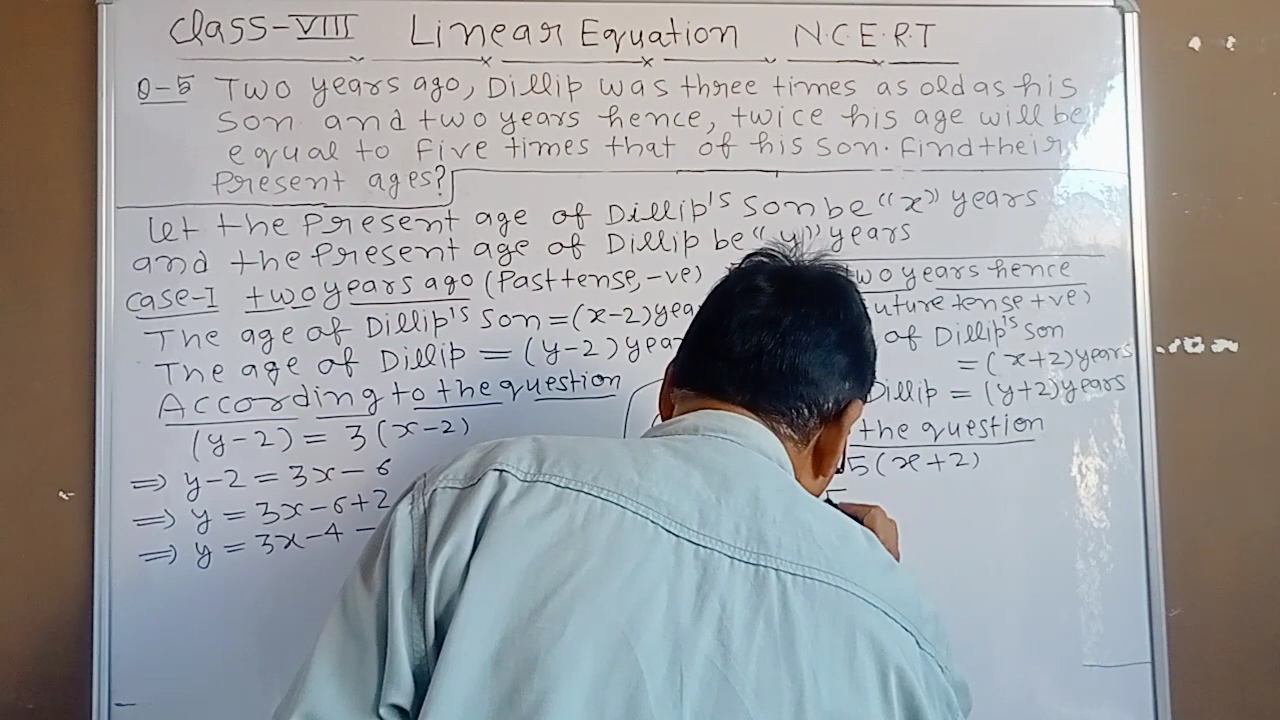 Class-VIII Linear Equation N.C.E.R.T
Q-5 Two years ago, Dillip was three times as old as his
son and two years hence, twice his age will be
equal to five times that of his son. Find their
Present ages?
Let the Present age of Dillip's son be "x" years
and the Present age of Dillip be "y" years
Case-I two years ago (Past tense, -ve)
The age of Dillip's son = (x-2) year
The age of Dillip = (y-2) year
According to the question
(y-2) = 3(x-2)
⇒ y-2 = 3x-6
⇒ y = 3x-6+2
⇒ y = 3x-4 -
two years hence
future tense +ve)
of Dillip's son
= (x+2) years
Dillip = (y+2) years
the question
5(x+2)